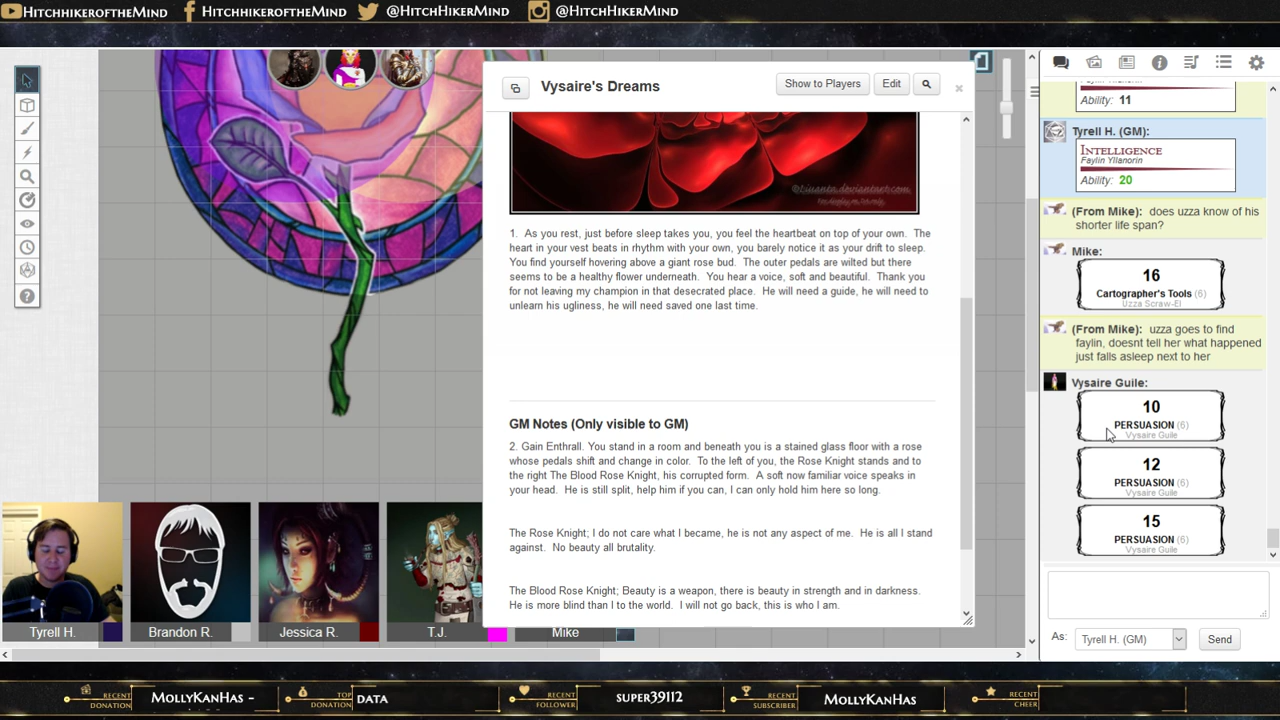 HitchhikeroftheMind HitchhikeroftheMind @HitchHikerMind @HitchHikerMind
Vysaire's Dreams
Show to Players
Edit
©Lusanta.deviantart.com
1. As you rest, just before sleep takes you, you feel the heartbeat on top of your own. The
heart in your vest beats in rhythm with your own, you barely notice it as your drift to sleep.
You find yourself hovering above a giant rose bud. The outer pedals are wilted but there
seems to be a healthy flower underneath. You hear a voice, soft and beautiful. Thank you
for not leaving my champion in that desecrated place. He will need a guide, he will need to
unlearn his ugliness, he will need saved one last time.
GM Notes (Only visible to GM)
2. Gain Enthrall. You stand in a room and beneath you is a stained glass floor with a rose
whose pedals shift and change in color. To the left of you, the Rose Knight stands and to
the right The Blood Rose Knight, his corrupted form. A soft now familiar voice speaks in
your head. He is still split, help him if you can, I can only hold him here so long.
The Rose Knight; I do not care what I became, he is not any aspect of me. He is all I stand
against. No beauty all brutality.
The Blood Rose Knight; Beauty is a weapon, there is beauty in strength and in darkness.
He is more blind than I to the world. I will not go back, this is who I am.
Ability: 11
Tyrell H. (GM):
Intelligence
Faylin Yllanorin
Ability: 20
(From Mike): does uzza know of his
shorter life span?
Mike:
16
Cartographer's Tools (6)
Uzza Scraw-El
(From Mike): uzza goes to find
faylin, doesnt tell her what happened
just falls asleep next to her
Vysaire Guile:
10
PERSUASION (6)
Vysaire Guile
12
PERSUASION (6)
Vysaire Guile
15
PERSUASION (6)
Vysaire Guile
As: Tyrell H. (GM) Send
Tyrell H. Brandon R. Jessica R. T.J. Mike
Recent Donation MollyKanHas - Top Donation Data Recent Follower super39112 Recent Subscriber MollyKanHas Recent Cheer